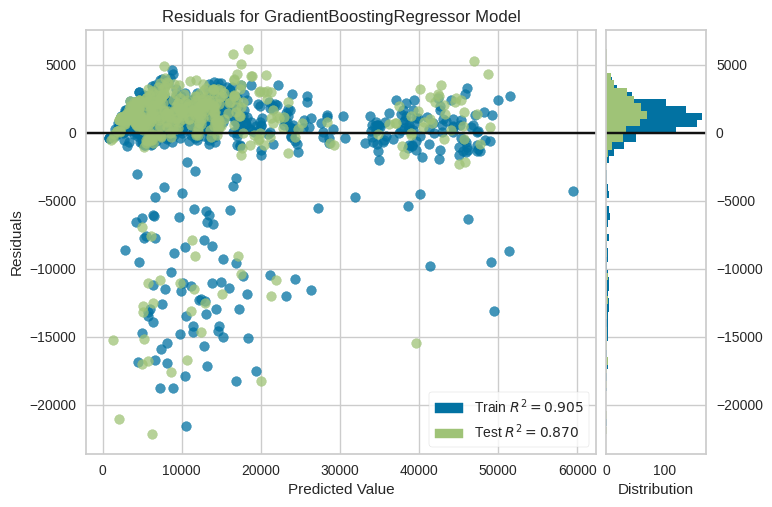 Residuals for GradientBoostingRegressor Model
Residuals
5000
0
−5000
−10000
−15000
−20000
0 10000 20000 30000 40000 50000 60000
Predicted Value
Train R² = 0.905
Test R² = 0.870
5000
0
−5000
−10000
−15000
−20000
0 100
Distribution